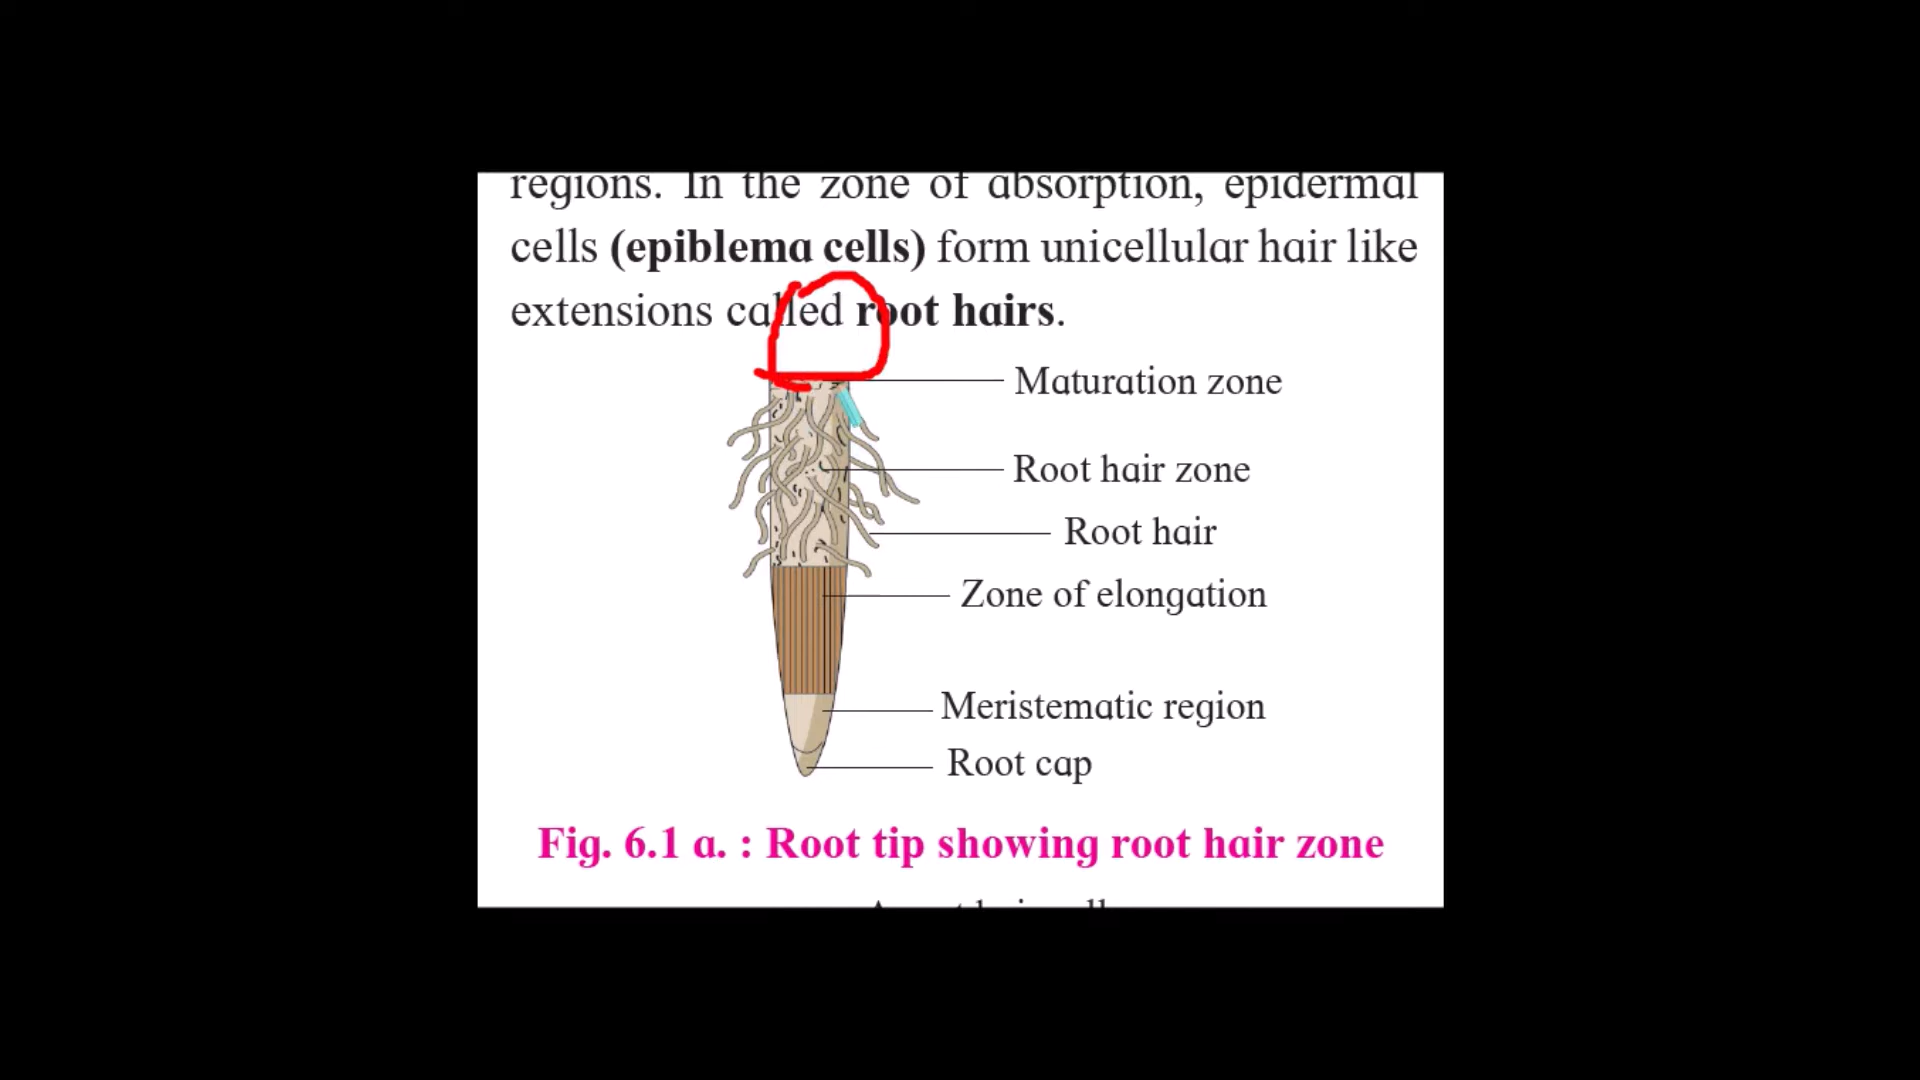 regions. In the zone of absorption, epidermal
cells (epiblema cells) form unicellular hair like
extensions called root hairs.
Maturation zone
Root hair zone
Root hair
Zone of elongation
Meristematic region
Root cap
Fig. 6.1 a. : Root tip showing root hair zone